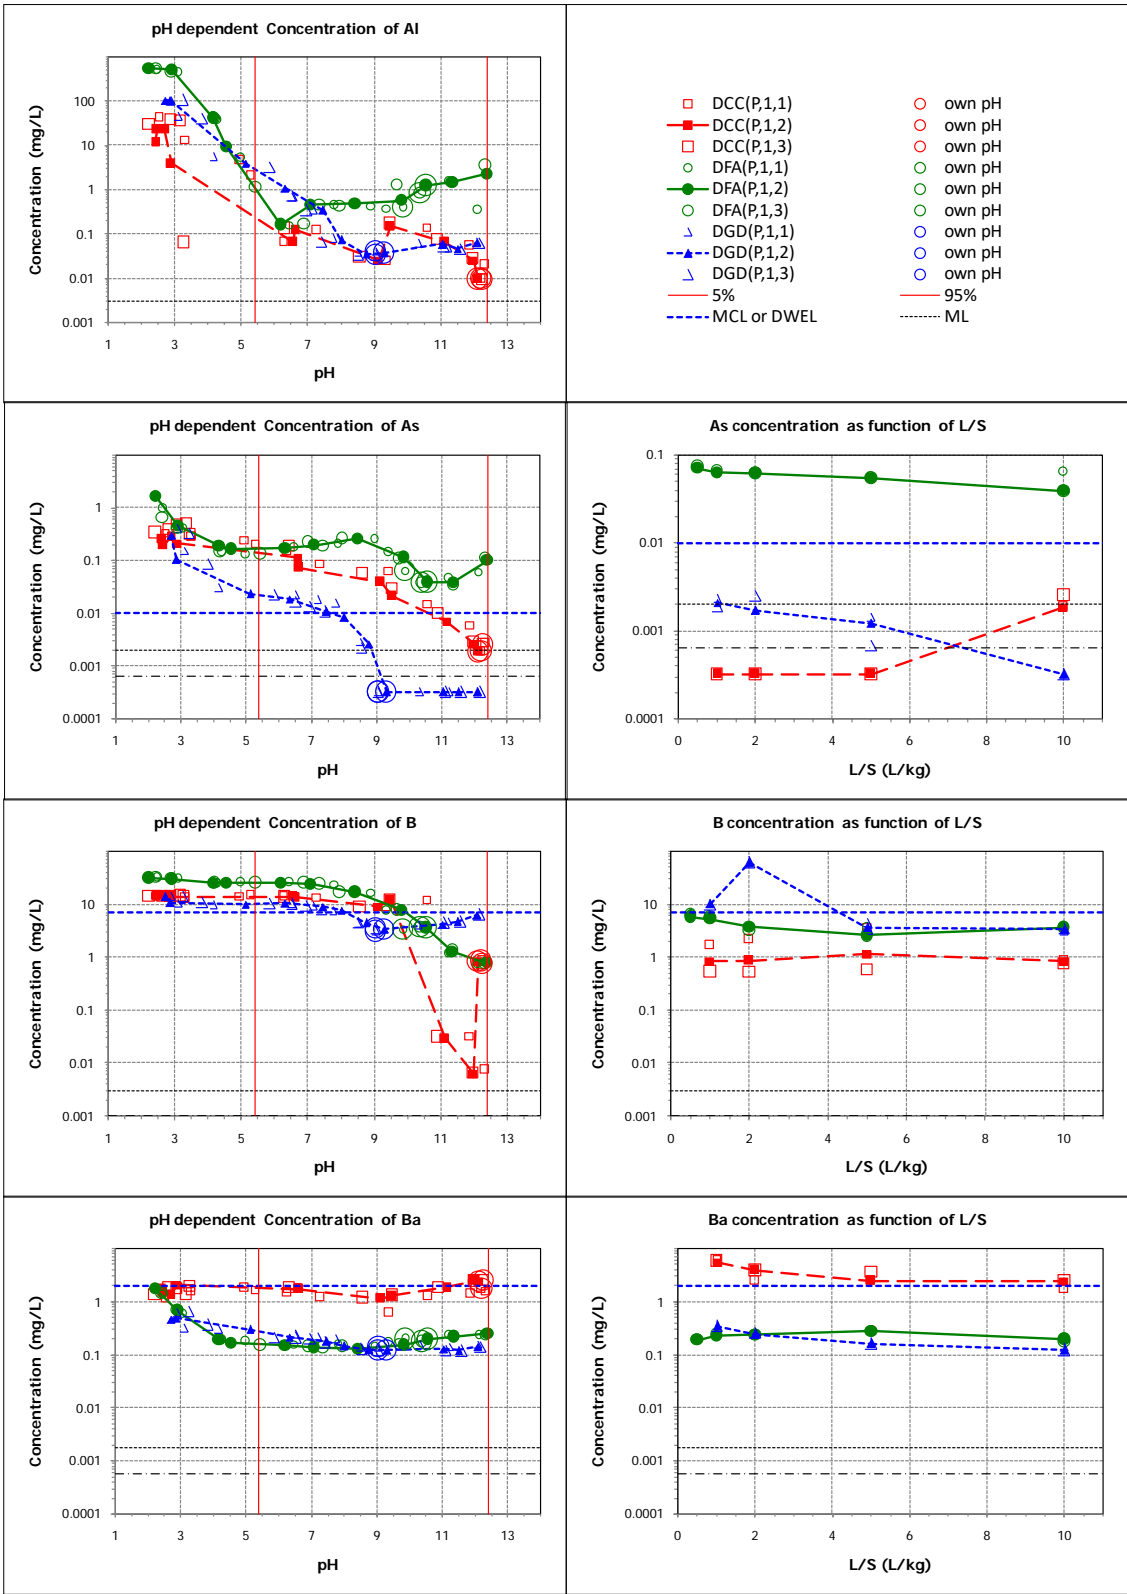 pH dependent Concentration of Al
Concentration (mg/L)
100
10
1
0.1
0.01
0.001
1 3 5 7 9 11 13
pH
DCC(P,1,1) own pH
DCC(P,1,2) own pH
DCC(P,1,3) own pH
DFA(P,1,1) own pH
DFA(P,1,2) own pH
DFA(P,1,3) own pH
DGD(P,1,1) own pH
DGD(P,1,2) own pH
DGD(P,1,3) own pH
5% 95%
MCL or DWEL ML
pH dependent Concentration of As
Concentration (mg/L)
1
0.1
0.01
0.001
0.0001
1 3 5 7 9 11 13
pH
As concentration as function of L/S
Concentration (mg/L)
0.1
0.01
0.001
0.0001
0 2 4 6 8 10
L/S (L/kg)
pH dependent Concentration of B
Concentration (mg/L)
10
1
0.1
0.01
0.001
1 3 5 7 9 11 13
pH
B concentration as function of L/S
Concentration (mg/L)
10
1
0.1
0.01
0.001
0 2 4 6 8 10
L/S (L/kg)
pH dependent Concentration of Ba
Concentration (mg/L)
1
0.1
0.01
0.001
0.0001
1 3 5 7 9 11 13
pH
Ba concentration as function of L/S
Concentration (mg/L)
1
0.1
0.01
0.001
0.0001
0 2 4 6 8 10
L/S (L/kg)